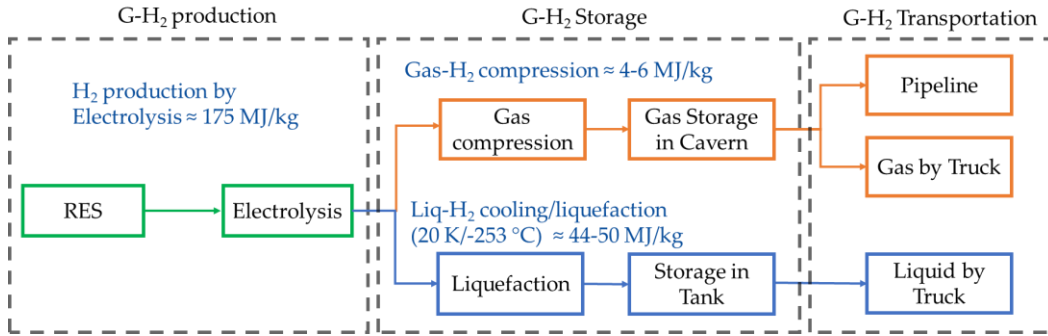 G-H₂ production
G-H₂ Storage
G-H₂ Transportation
H₂ production by
Electrolysis ≈ 175 MJ/kg
RES
Electrolysis
Gas-H₂ compression ≈ 4-6 MJ/kg
Gas
compression
Gas Storage
in Cavern
Liq-H₂ cooling/liquefaction
(20 K/-253 °C) ≈ 44-50 MJ/kg
Liquefaction
Storage in
Tank
Pipeline
Gas by Truck
Liquid by
Truck